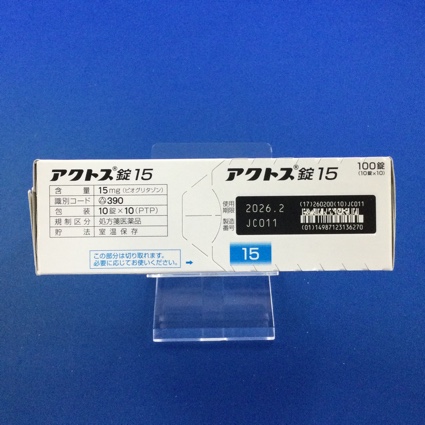 アクトス®錠15
含量 15mg (ピオグリタゾン)
識別コード 390
包装 10錠×10(PTP)
規制区分 処方箋医薬品
貯法 室温保存
この部分は切り取れます。
必要に応じてお使いください。
アクトス®錠15
100錠
(10錠×10)
使用期限 2026.2
製造番号 JC011
(17)260200(10)JC011
(01)14987123136270
15